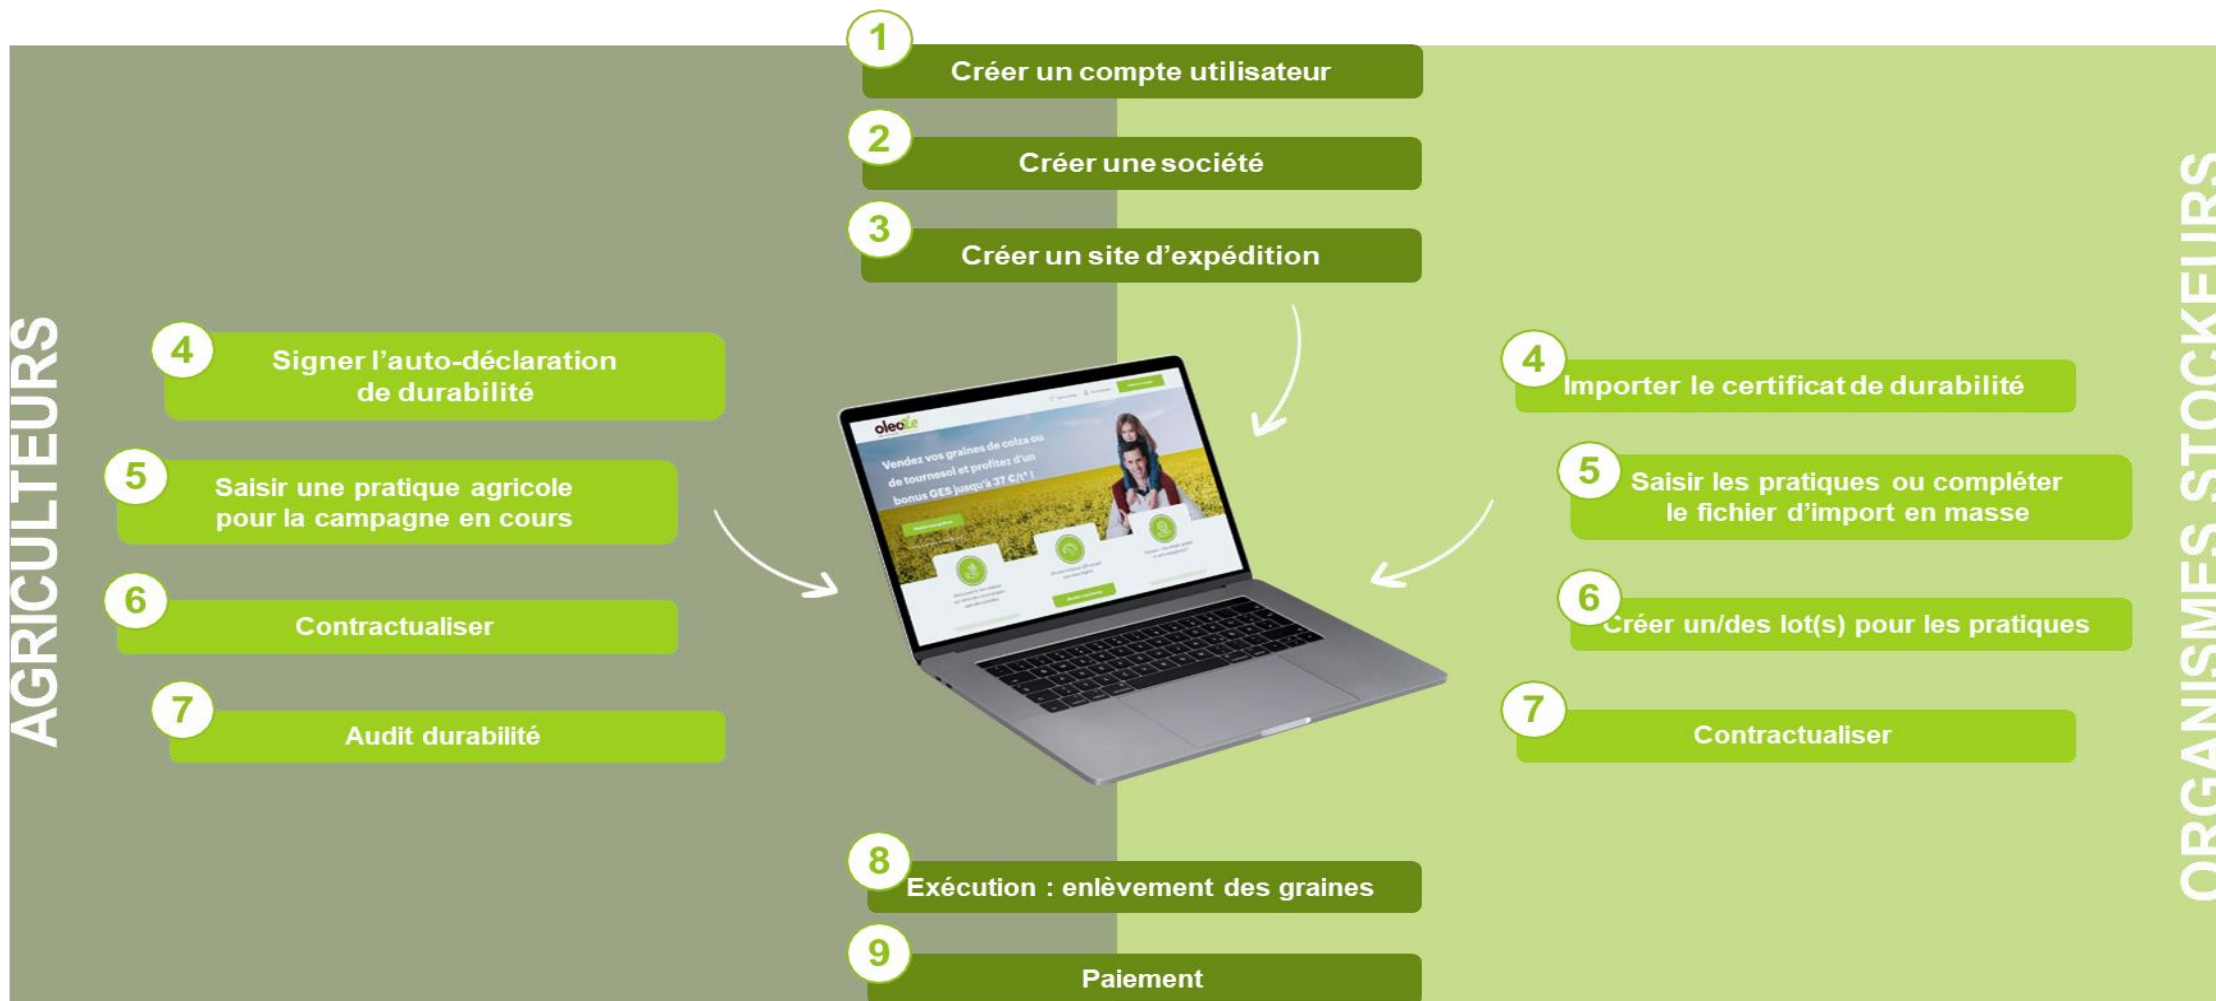 1
Créer un compte utilisateur
2
Créer une société
3
Créer un site d’expédition
AGRICULTEURS
4
Signer l’auto-déclaration
de durabilité
5
Saisir une pratique agricole
pour la campagne en cours
6
Contractualiser
7
Audit durabilité
oleoze
Vendez vos graines de colza ou
de tournesol et profitez d'un
bonus GES jusqu'à 37 €/t* !
ORGANISMES STOCKEURS
4
Importer le certificat de durabilité
5
Saisir les pratiques ou compléter
le fichier d’import en masse
6
Créer un/des lot(s) pour les pratiques
7
Contractualiser
8
Exécution : enlèvement des graines
9
Paiement